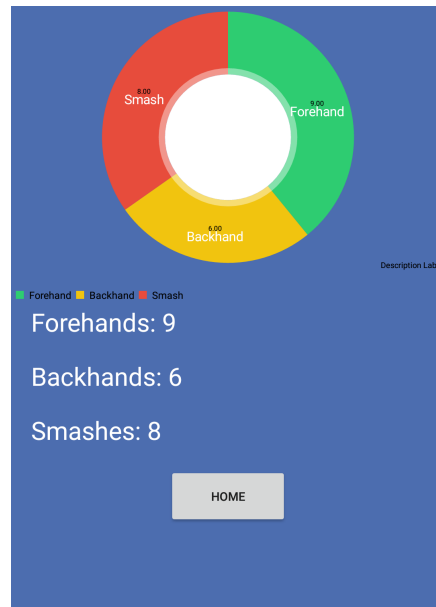 8.00
Smash
9.00
Forehand
6.00
Backhand
Description Lab
Forehand Backhand Smash
Forehands: 9
Backhands: 6
Smashes: 8
HOME